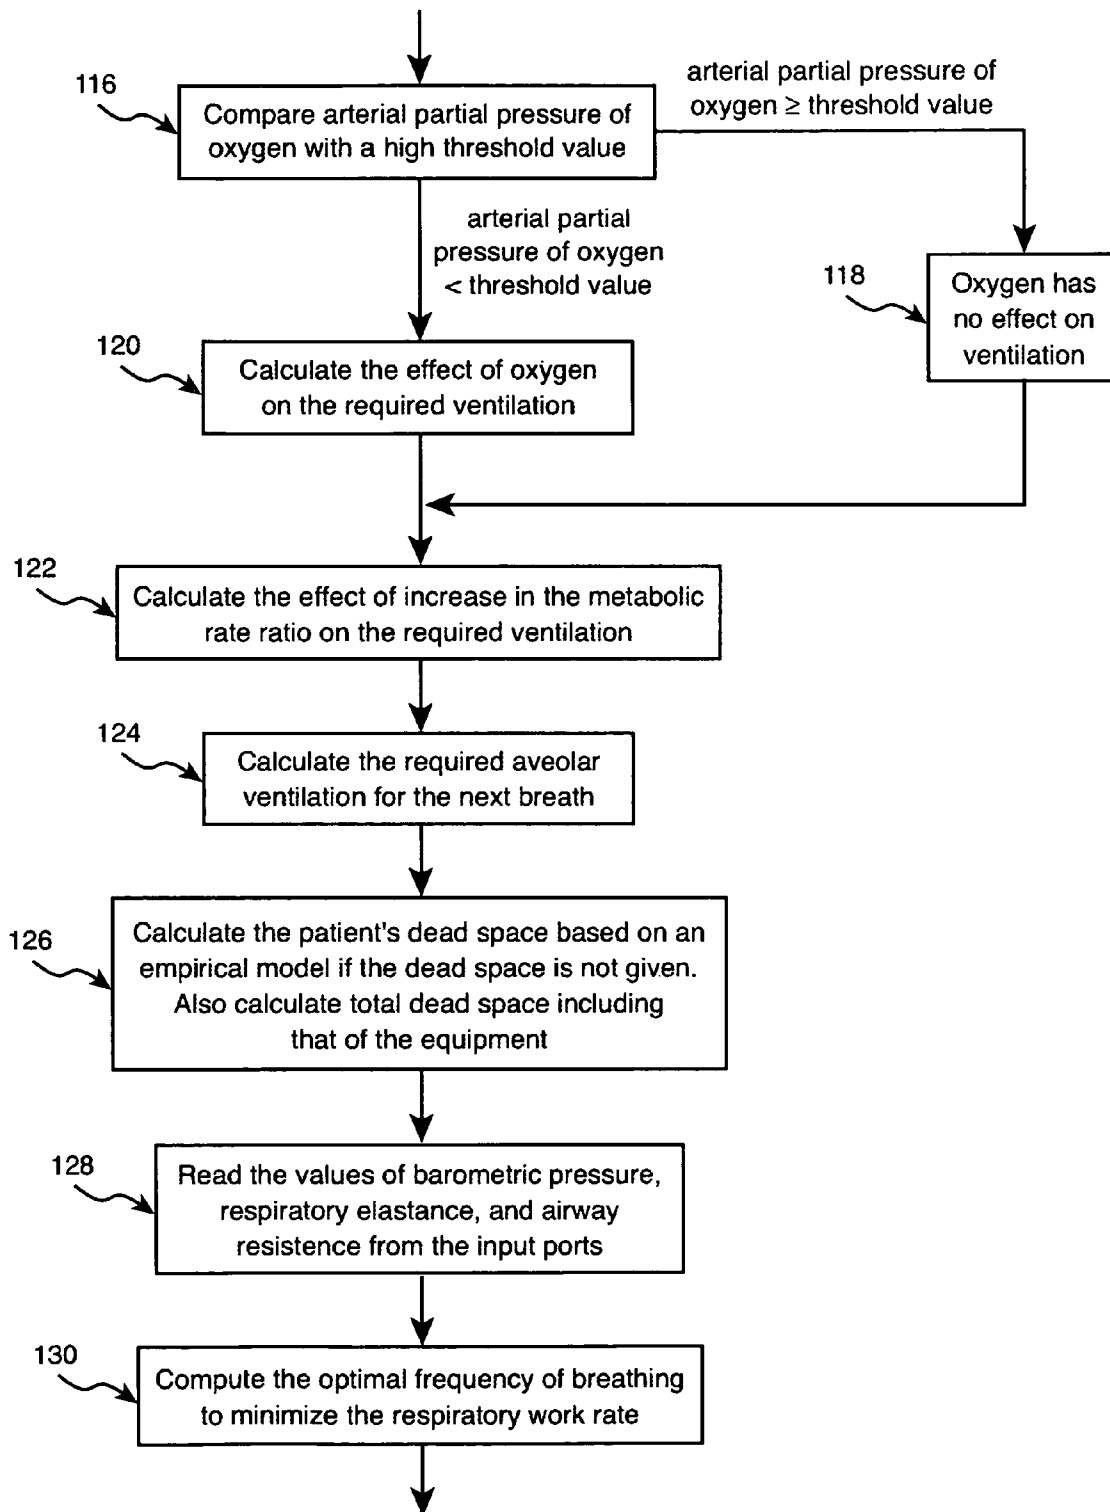 116
Compare arterial partial pressure of
oxygen with a high threshold value
arterial partial pressure of
oxygen ≥ threshold value
arterial partial
pressure of oxygen
< threshold value
118
Oxygen has
no effect on
ventilation
120
Calculate the effect of oxygen
on the required ventilation
122
Calculate the effect of increase in the metabolic
rate ratio on the required ventilation
124
Calculate the required aveolar
ventilation for the next breath
126
Calculate the patient's dead space based on an
empirical model if the dead space is not given.
Also calculate total dead space including
that of the equipment
128
Read the values of barometric pressure,
respiratory elastance, and airway
resistence from the input ports
130
Compute the optimal frequency of breathing
to minimize the respiratory work rate